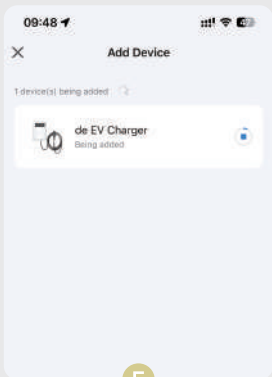 09:48
Add Device
1 device(s) being added
de EV Charger
Being added